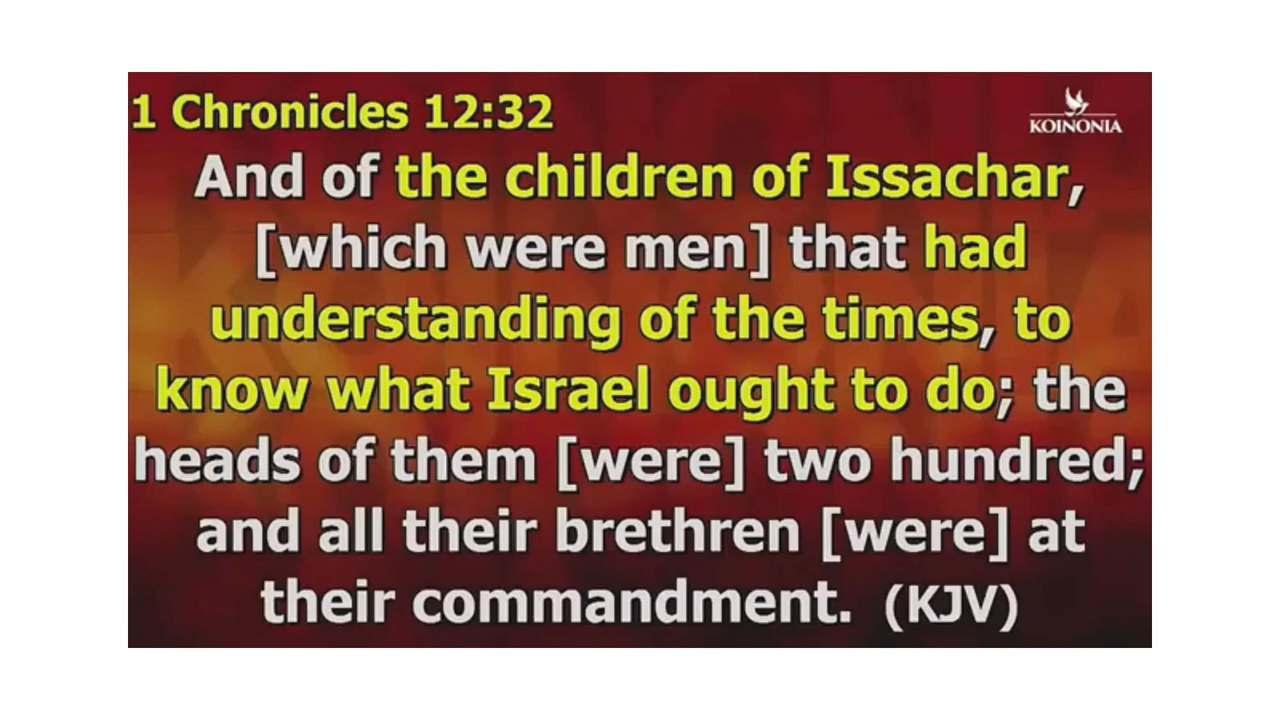 1 Chronicles 12:32
KOINONIA
And of the children of Issachar,
[which were men] that had
understanding of the times, to
know what Israel ought to do; the
heads of them [were] two hundred;
and all their brethren [were] at
their commandment. (KJV)